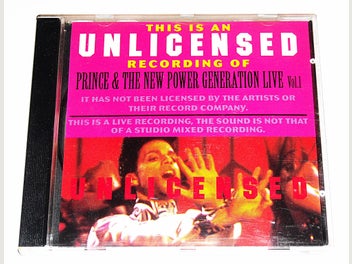 THIS IS AN
UNLICENSED
RECORDING OF
PRINCE & THE NEW POWER GENERATION LIVE Vol.1
IT HAS NOT BEEN LICENSED BY THE ARTISTS OR
THEIR RECORD COMPANY.
THIS IS A LIVE RECORDING, THE SOUND IS NOT THAT
OF A STUDIO MIXED RECORDING.
UNLICENSED